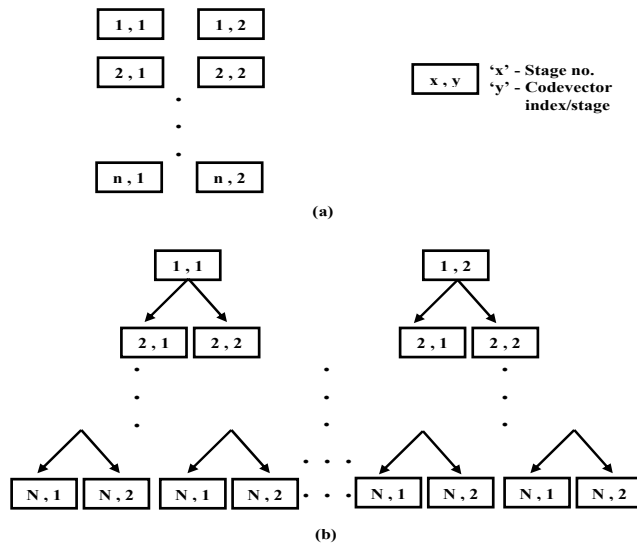 1 , 1 1 , 2
2 , 1 2 , 2
x , y
‘x’ - Stage no.
‘y’ - Codevector
index/stage
n , 1 n , 2
(a)
1 , 1 1 , 2
2 , 1 2 , 2 2 , 1 2 , 2
N , 1 N , 2 N , 1 N , 2 N , 1 N , 2 N , 1 N , 2
(b)